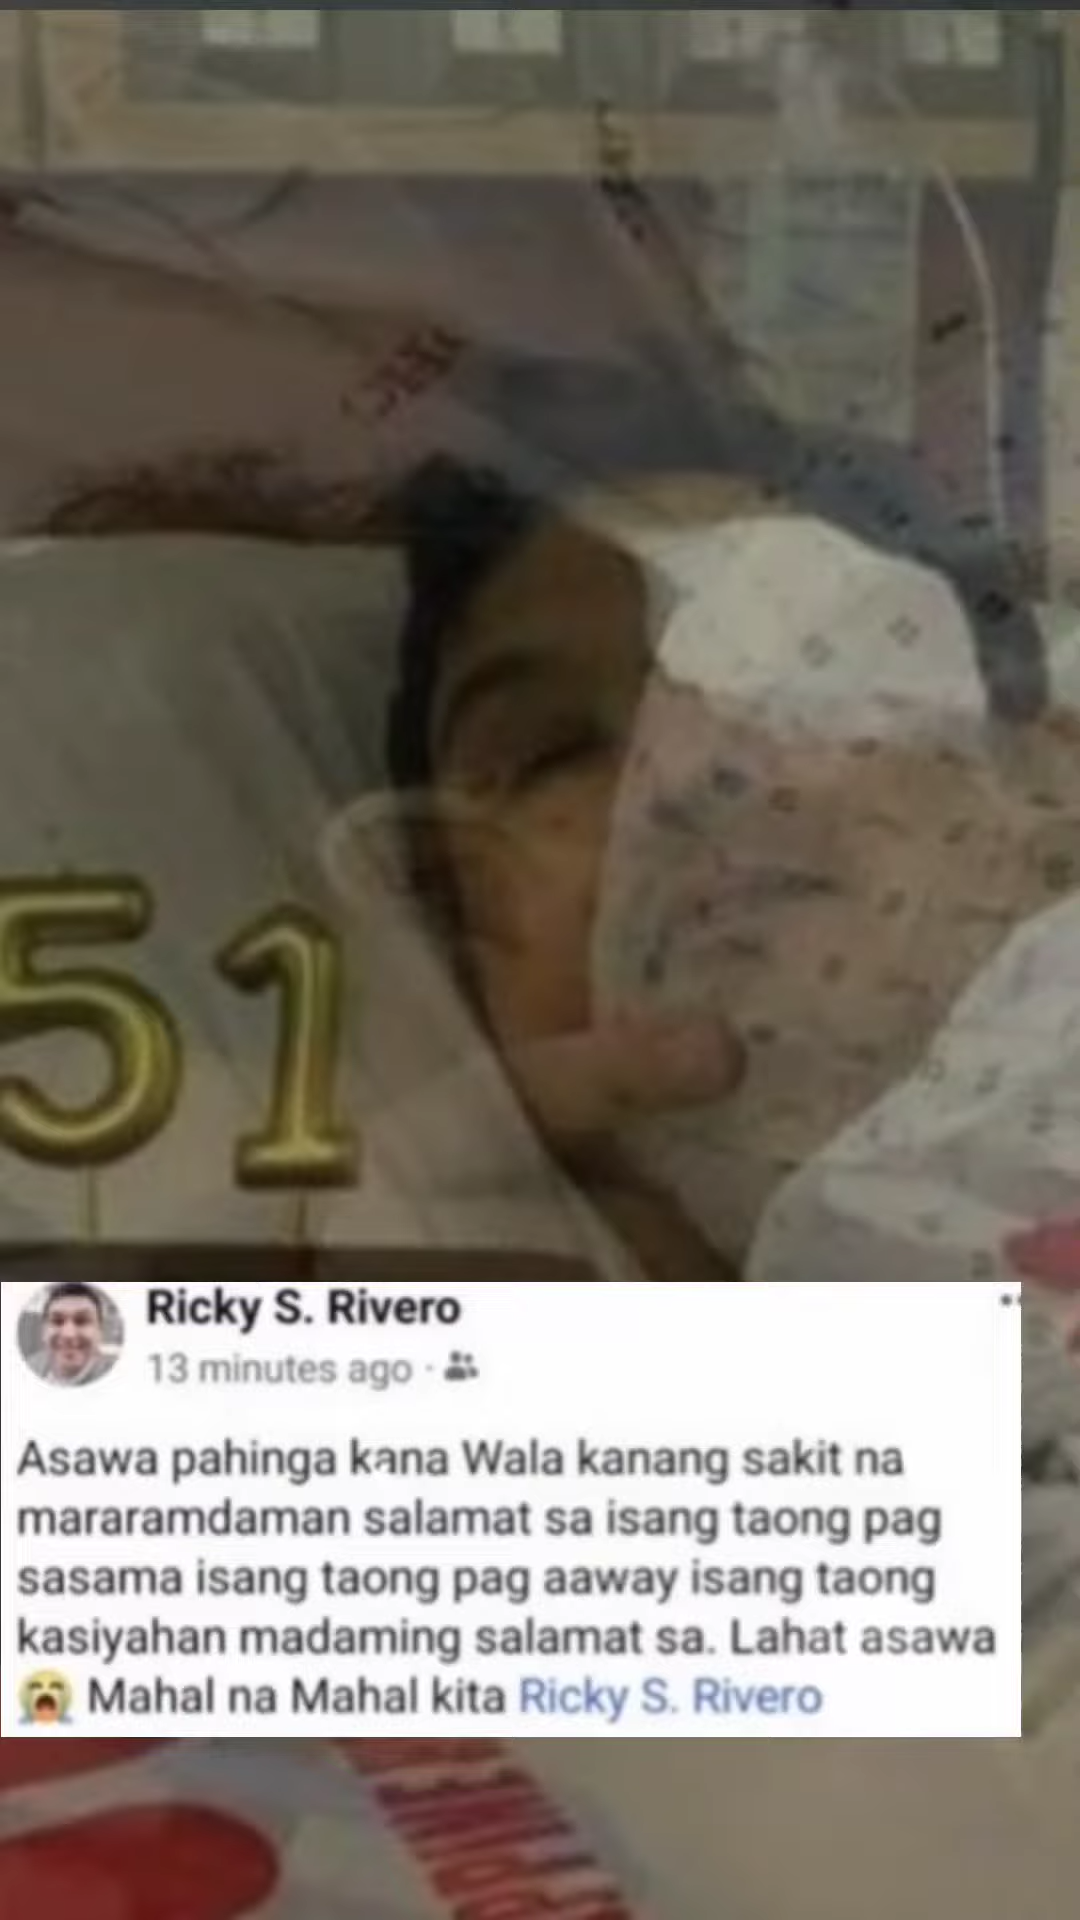 51
Ricky S. Rivero
13 minutes ago ·
Asawa pahinga kana Wala kanang sakit na
mararamdaman salamat sa isang taong pag
sasama isang taong pag aaway isang taong
kasiyahan madaming salamat sa. Lahat asawa
😭 Mahal na Mahal kita Ricky S. Rivero